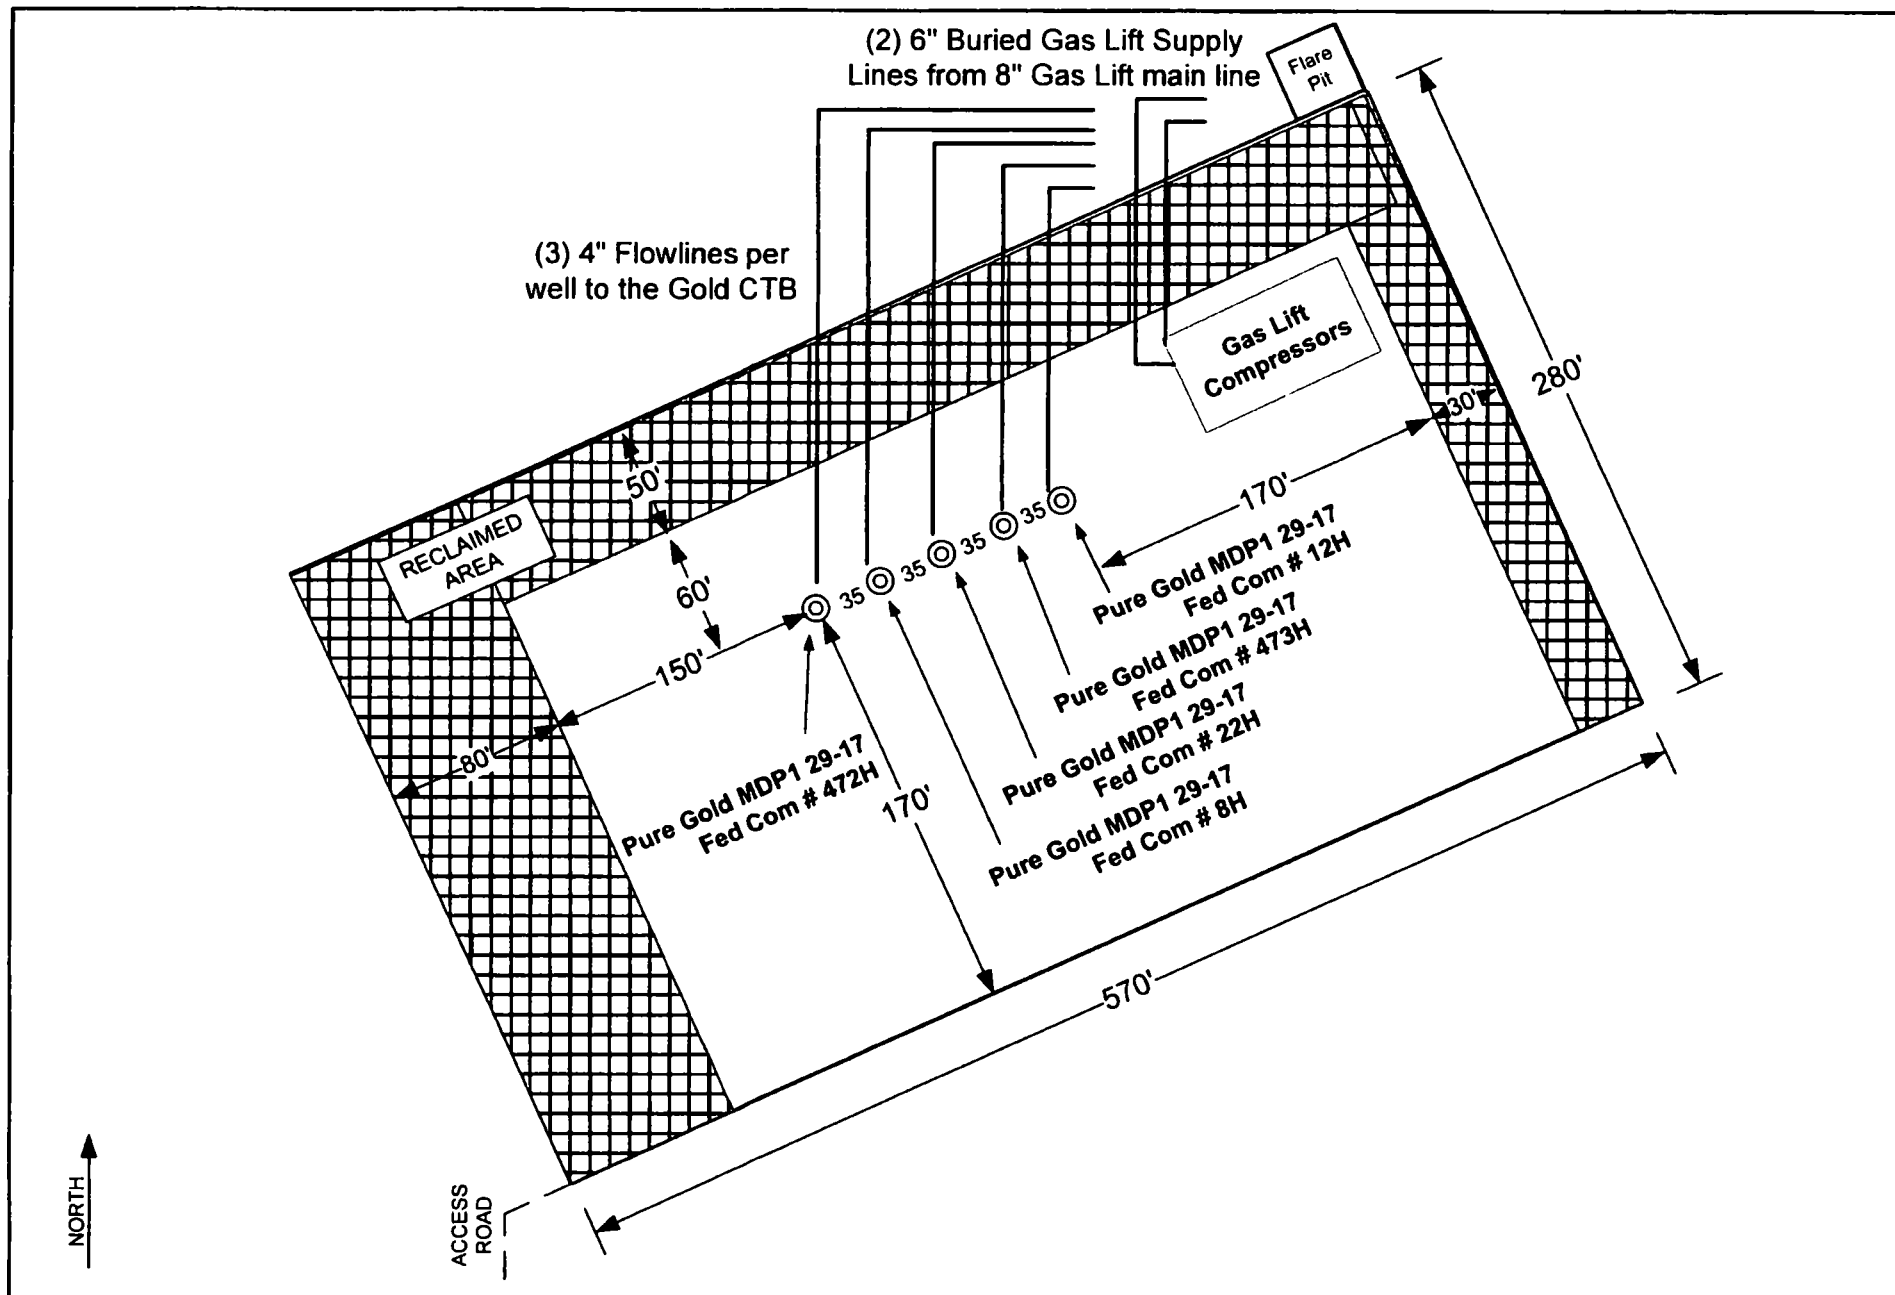 (2) 6" Buried Gas Lift Supply
Lines from 8" Gas Lift main line
Flare
Pit
(3) 4" Flowlines per
well to the Gold CTB
Gas Lift
Compressors
280'
30'
50'
170'
RECLAIMED
AREA
60'
35
35
35
35
150'
80'
170'
Pure Gold MDP1 29-17
Fed Com # 12H
Pure Gold MDP1 29-17
Fed Com # 473H
Pure Gold MDP1 29-17
Fed Com # 22H
Pure Gold MDP1 29-17
Fed Com # 8H
Pure Gold MDP1 29-17
Fed Com # 472H
570'
NORTH
ACCESS
ROAD